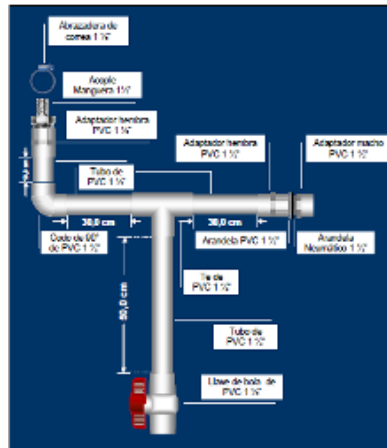 Abrazadera de
correa 1 ½"
Acople
Manguera 1½"
Adaptador hembra
PVC 1 ½"
Adaptador hembra
PVC 1 ½"
Adaptador macho
PVC 1 ½"
Tubo de
PVC 1 ½"
30,0 cm
30,0 cm
Codo de 90°
de PVC 1 ½"
Arandela PVC 1 ½"
Arandela
Neumático 1 ½"
Te de
PVC 1 ½"
50,0 cm
Tubo de
PVC 1 ½"
Llave de bola de
PVC 1 ½"